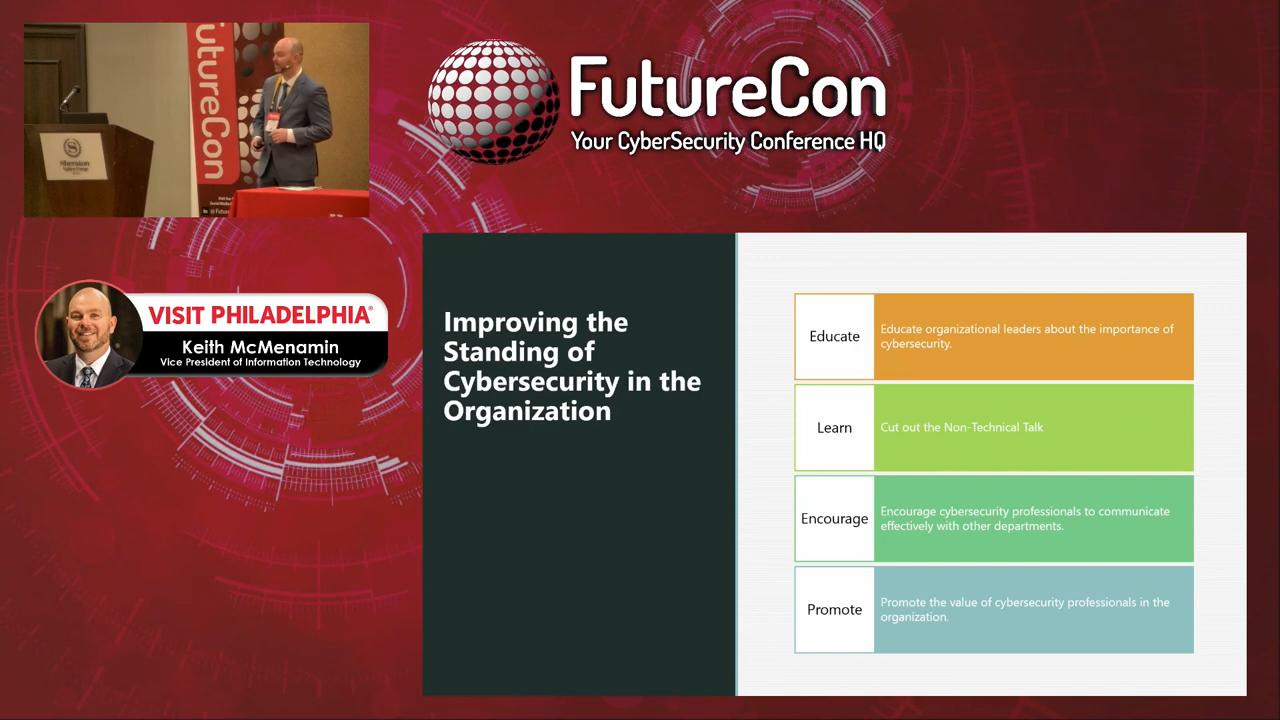 FutureCon
Your CyberSecurity Conference HQ
utureCon
Sheraton
VISIT PHILADELPHIA®
Keith McMenamin
Vice President of Information Technology
Improving the
Standing of
Cybersecurity in the
Organization
Educate
Educate organizational leaders about the importance of
cybersecurity.
Learn
Cut out the Non-Technical Talk
Encourage
Encourage cybersecurity professionals to communicate
effectively with other departments.
Promote
Promote the value of cybersecurity professionals in the
organization.